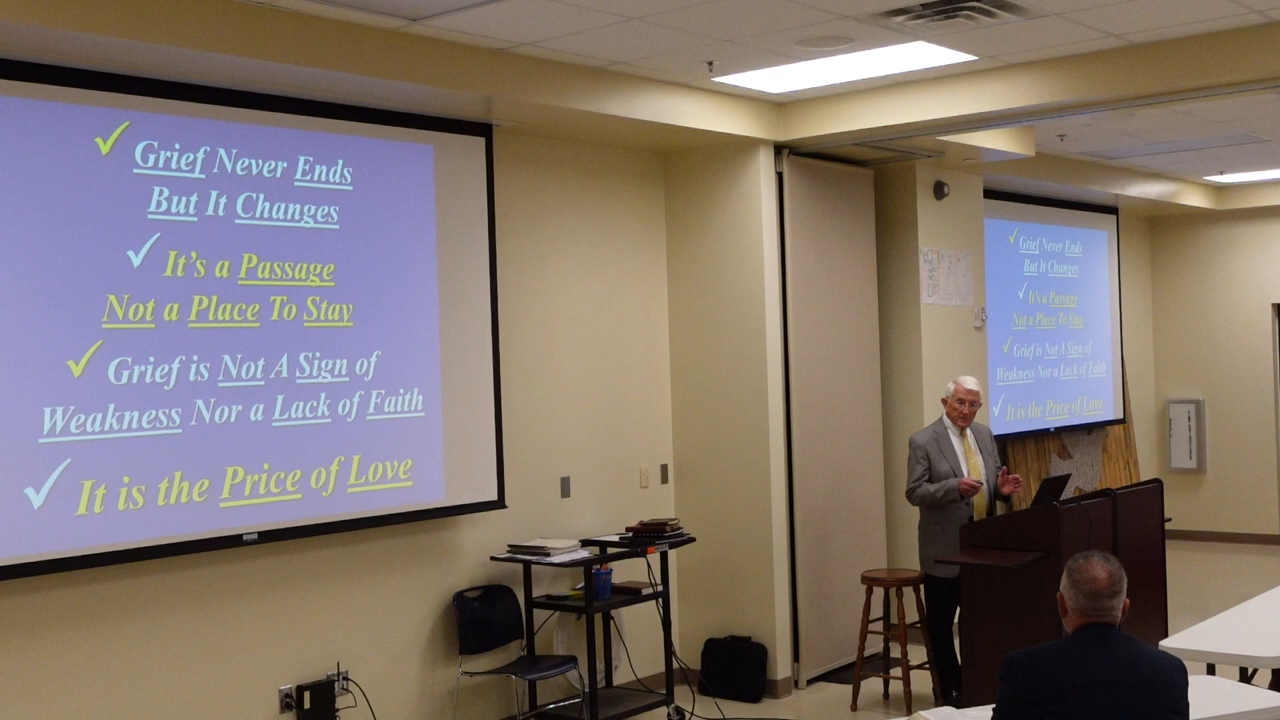 ✓ Grief Never Ends
But It Changes
✓ It's a Passage
Not a Place To Stay
✓ Grief is Not A Sign of
Weakness Nor a Lack of Faith
✓ It is the Price of Love
✓ Grief Never Ends
But It Changes
✓ It's a Passage
Not a Place To Stay
✓ Grief is Not A Sign of
Weakness Nor a Lack of Faith
✓ It is the Price of Love